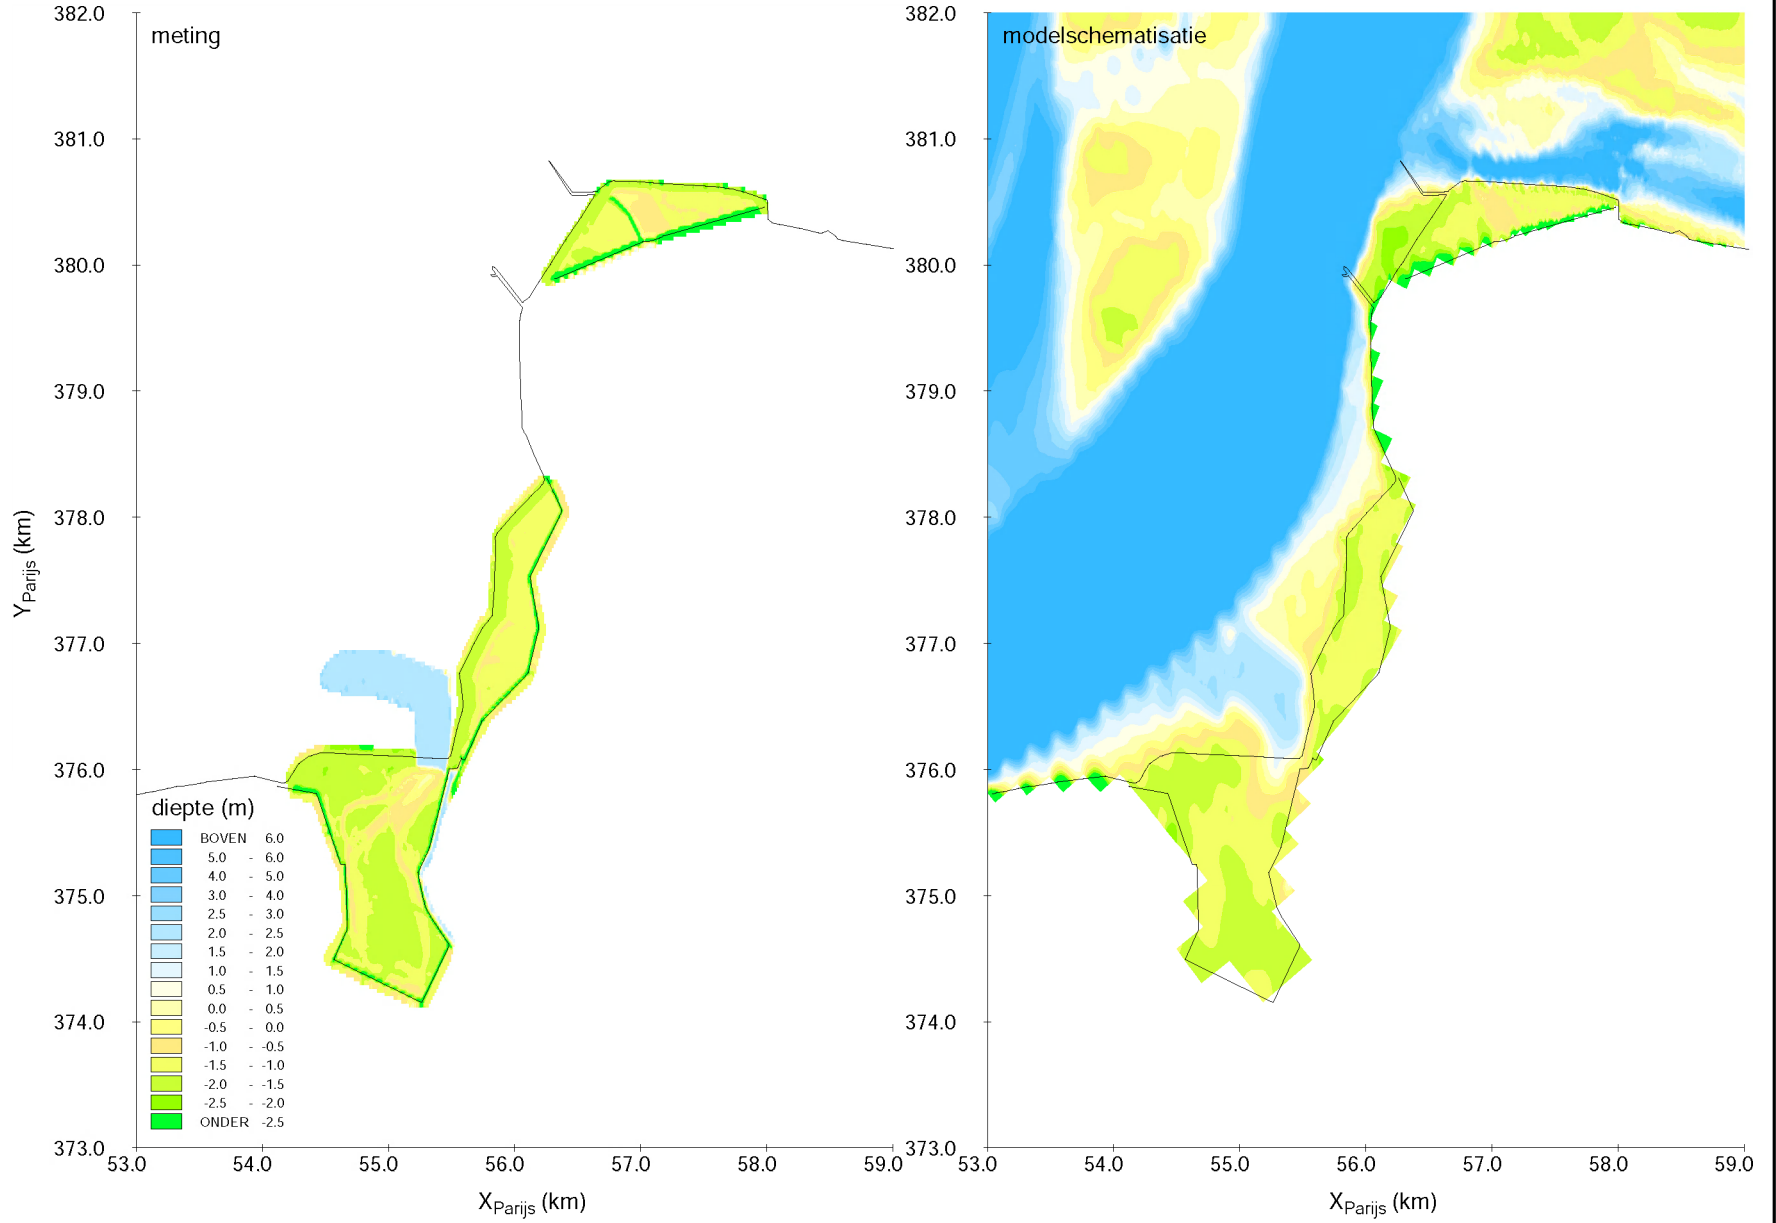 meting
382.0
381.0
380.0
379.0
378.0
377.0
376.0
375.0
374.0
373.0
Y Parijs (km)
diepte (m)
BOVEN 6.0
5.0 - 6.0
4.0 - 5.0
3.0 - 4.0
2.5 - 3.0
2.0 - 2.5
1.5 - 2.0
1.0 - 1.5
0.5 - 1.0
0.0 - 0.5
-0.5 - 0.0
-1.0 - -0.5
-1.5 - -1.0
-2.0 - -1.5
-2.5 - -2.0
ONDER -2.5
53.0 54.0 55.0 56.0 57.0 58.0 59.0
X Parijs (km)
modelschematisatie
382.0
381.0
380.0
379.0
378.0
377.0
376.0
375.0
374.0
373.0
53.0 54.0 55.0 56.0 57.0 58.0 59.0
X Parijs (km)